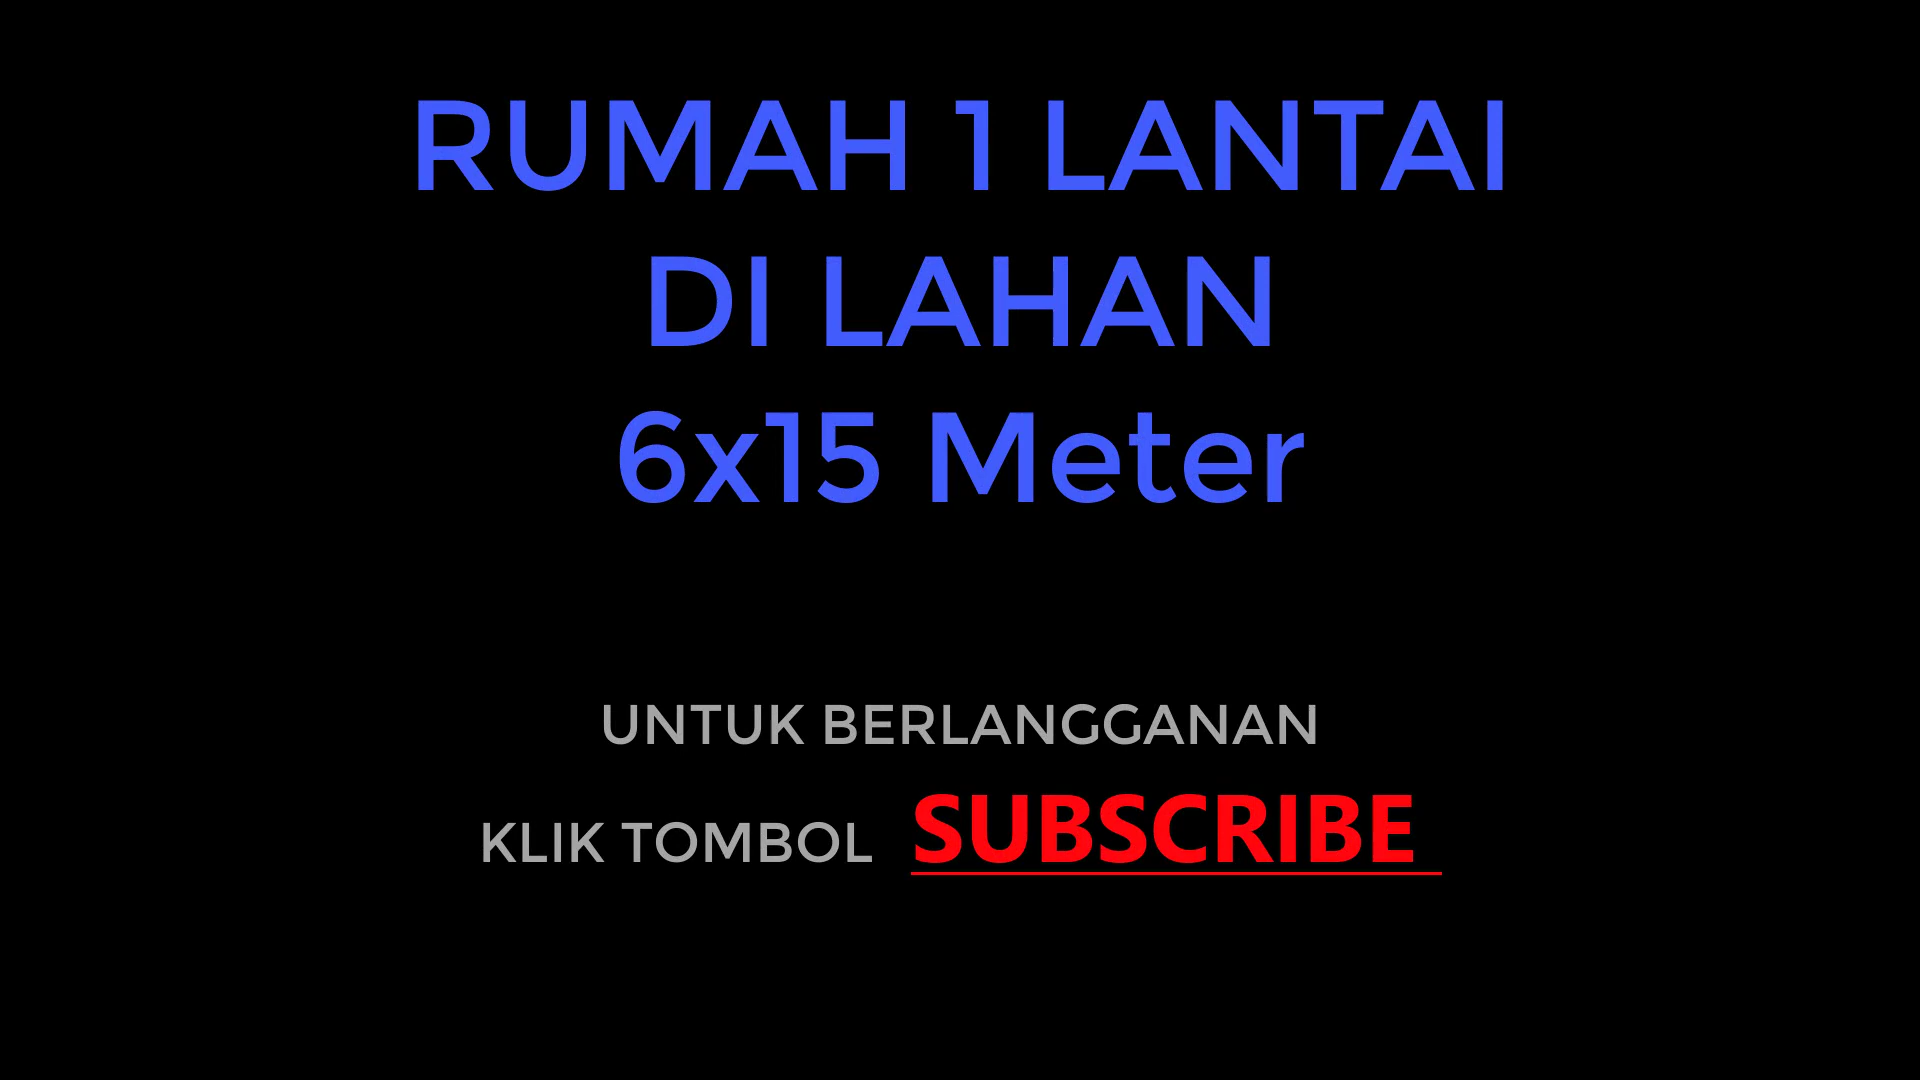 RUMAH 1 LANTAI
DI LAHAN
6x15 Meter
UNTUK BERLANGGANAN
KLIK TOMBOL SUBSCRIBE